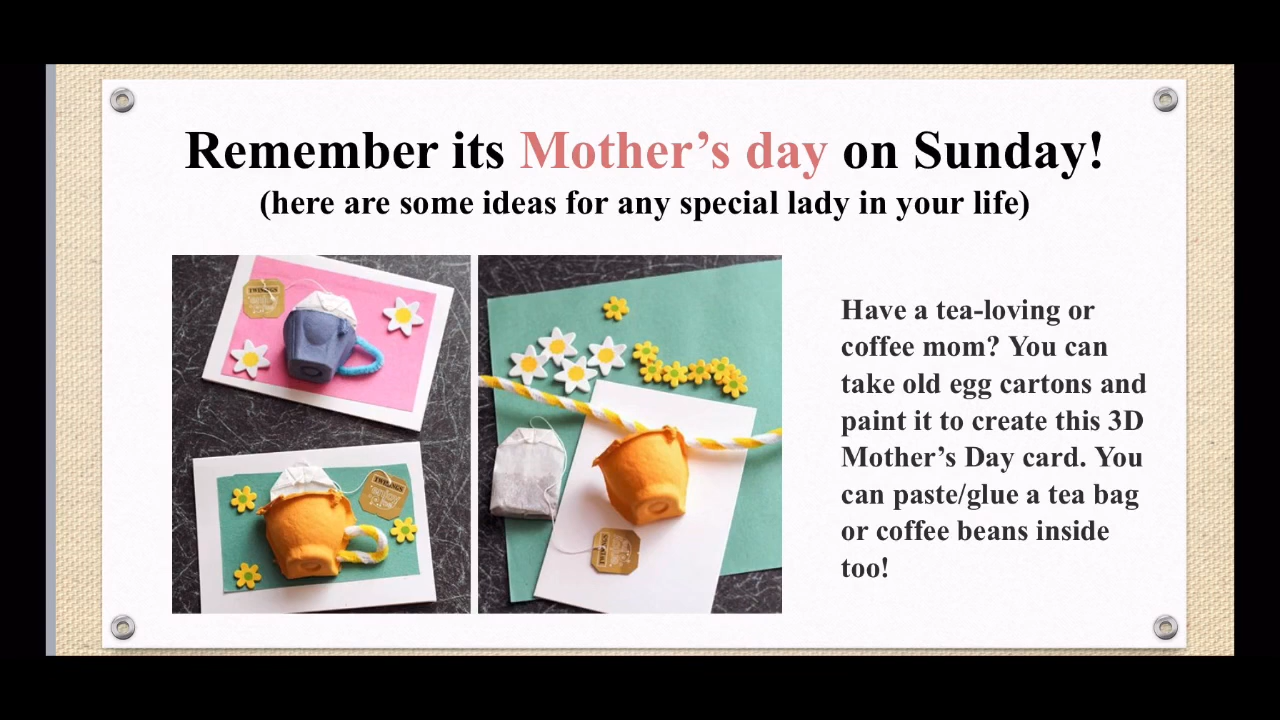 Remember its Mother’s day on Sunday!
(here are some ideas for any special lady in your life)
TWININGS
TWININGS
TWININGS
Have a tea-loving or
coffee mom? You can
take old egg cartons and
paint it to create this 3D
Mother’s Day card. You
can paste/glue a tea bag
or coffee beans inside
too!